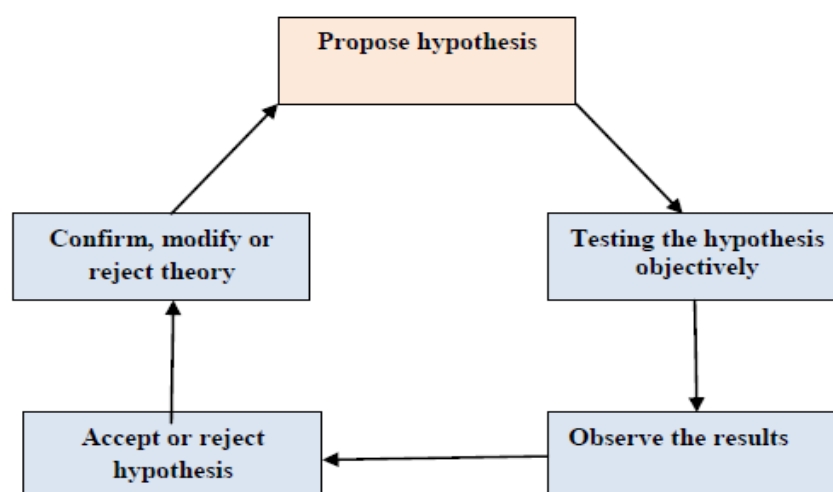 Propose hypothesis
Testing the hypothesis
objectively
Observe the results
Accept or reject
hypothesis
Confirm, modify or
reject theory